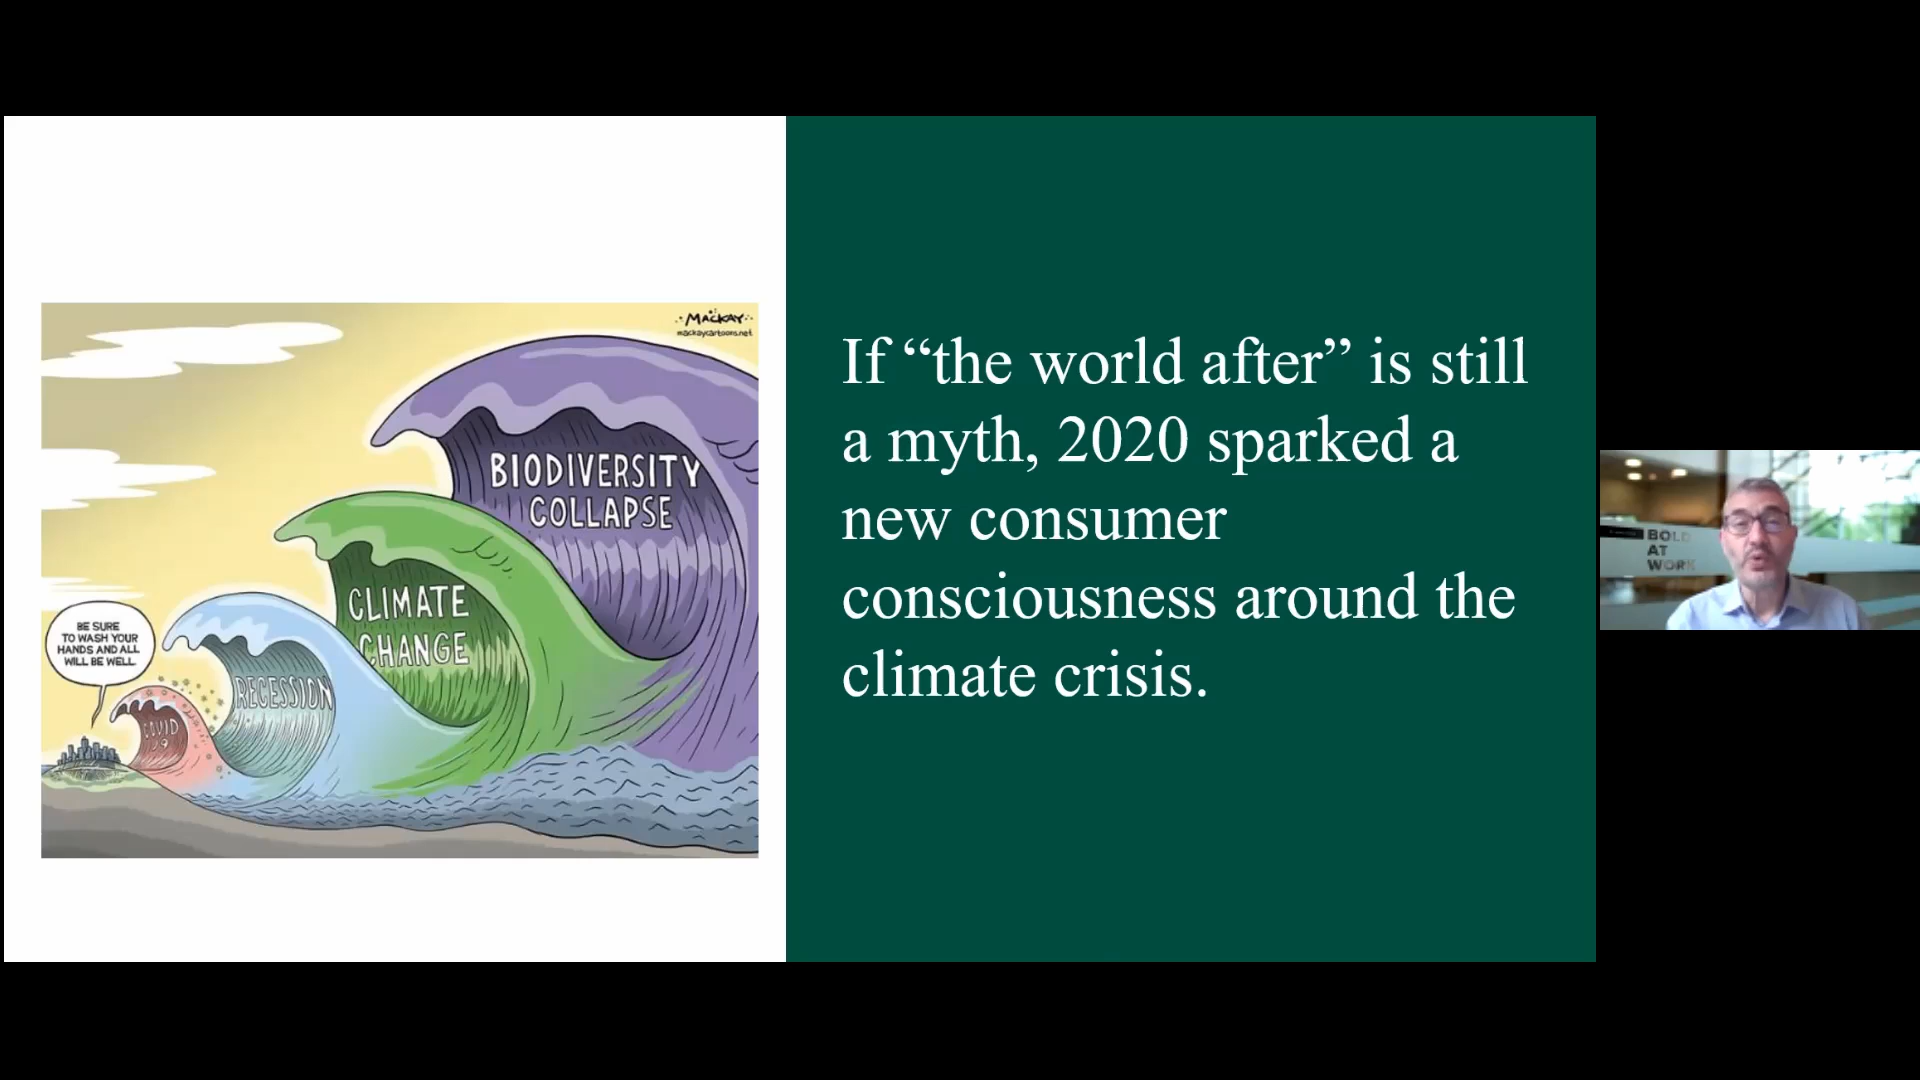 MACKAY
mackaycartoons.net
BIODIVERSITY
COLLAPSE
CLIMATE
CHANGE
RECESSION
COVID
19
BE SURE
TO WASH YOUR
HANDS AND ALL
WILL BE WELL.
If “the world after” is still
a myth, 2020 sparked a
new consumer
consciousness around the
climate crisis.
BOLD
AT
WORK